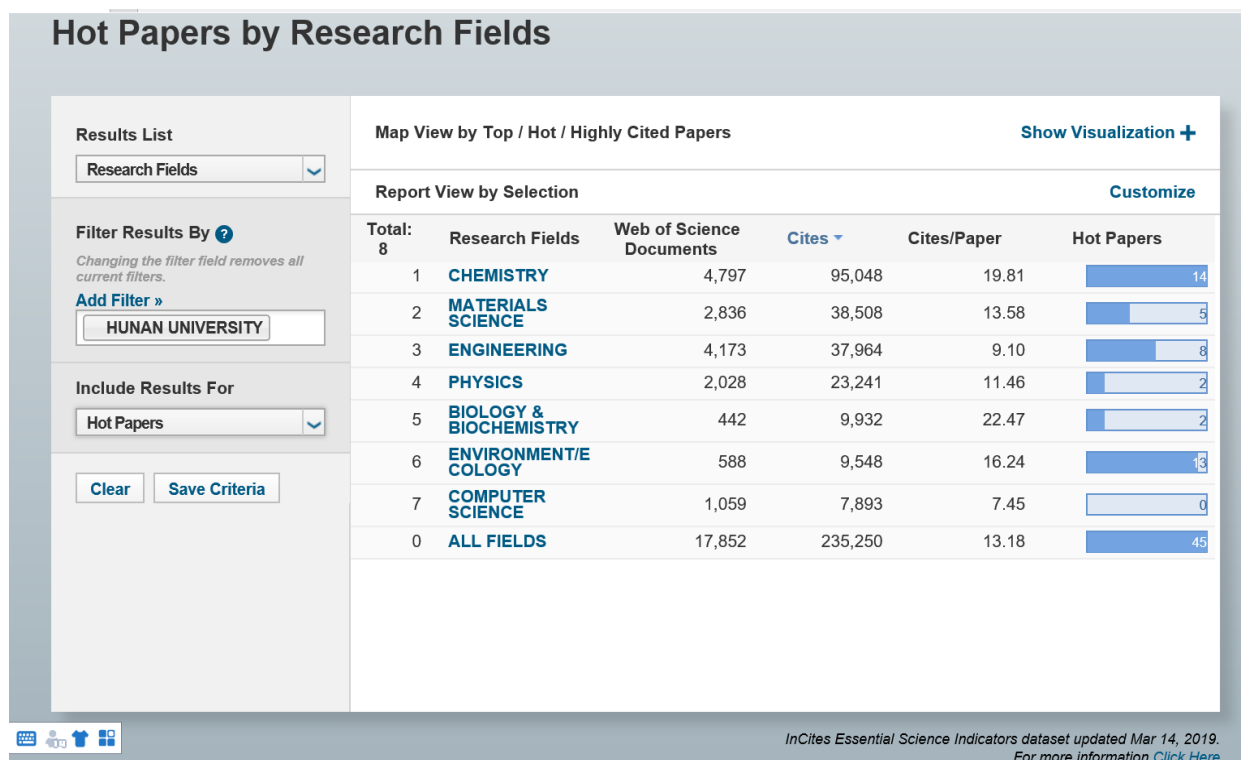 Hot Papers by Research Fields
Results List
Research Fields
Filter Results By ?
Changing the filter field removes all
current filters.
Add Filter »
HUNAN UNIVERSITY
Include Results For
Hot Papers
Clear Save Criteria
Map View by Top / Hot / Highly Cited Papers Show Visualization +
Report View by Selection Customize
Total:
8 Research Fields Web of Science
Documents Cites Cites/Paper Hot Papers
1 CHEMISTRY 4,797 95,048 19.81 14
2 MATERIALS
SCIENCE 2,836 38,508 13.58 5
3 ENGINEERING 4,173 37,964 9.10 8
4 PHYSICS 2,028 23,241 11.46 2
5 BIOLOGY &
BIOCHEMISTRY 442 9,932 22.47 2
6 ENVIRONMENT/E
COLOGY 588 9,548 16.24 13
7 COMPUTER
SCIENCE 1,059 7,893 7.45 0
0 ALL FIELDS 17,852 235,250 13.18 45
InCites Essential Science Indicators dataset updated Mar 14, 2019.
For more information Click Here